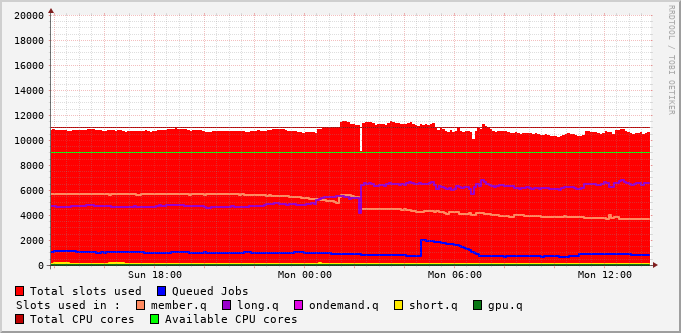 20000
18000
16000
14000
12000
10000
8000
6000
4000
2000
0
Sun 18:00 Mon 00:00 Mon 06:00 Mon 12:00
RRDTOOL / TOBI OETIKER
Total slots used Queued Jobs
Slots used in : member.q long.q ondemand.q short.q gpu.q
Total CPU cores Available CPU cores